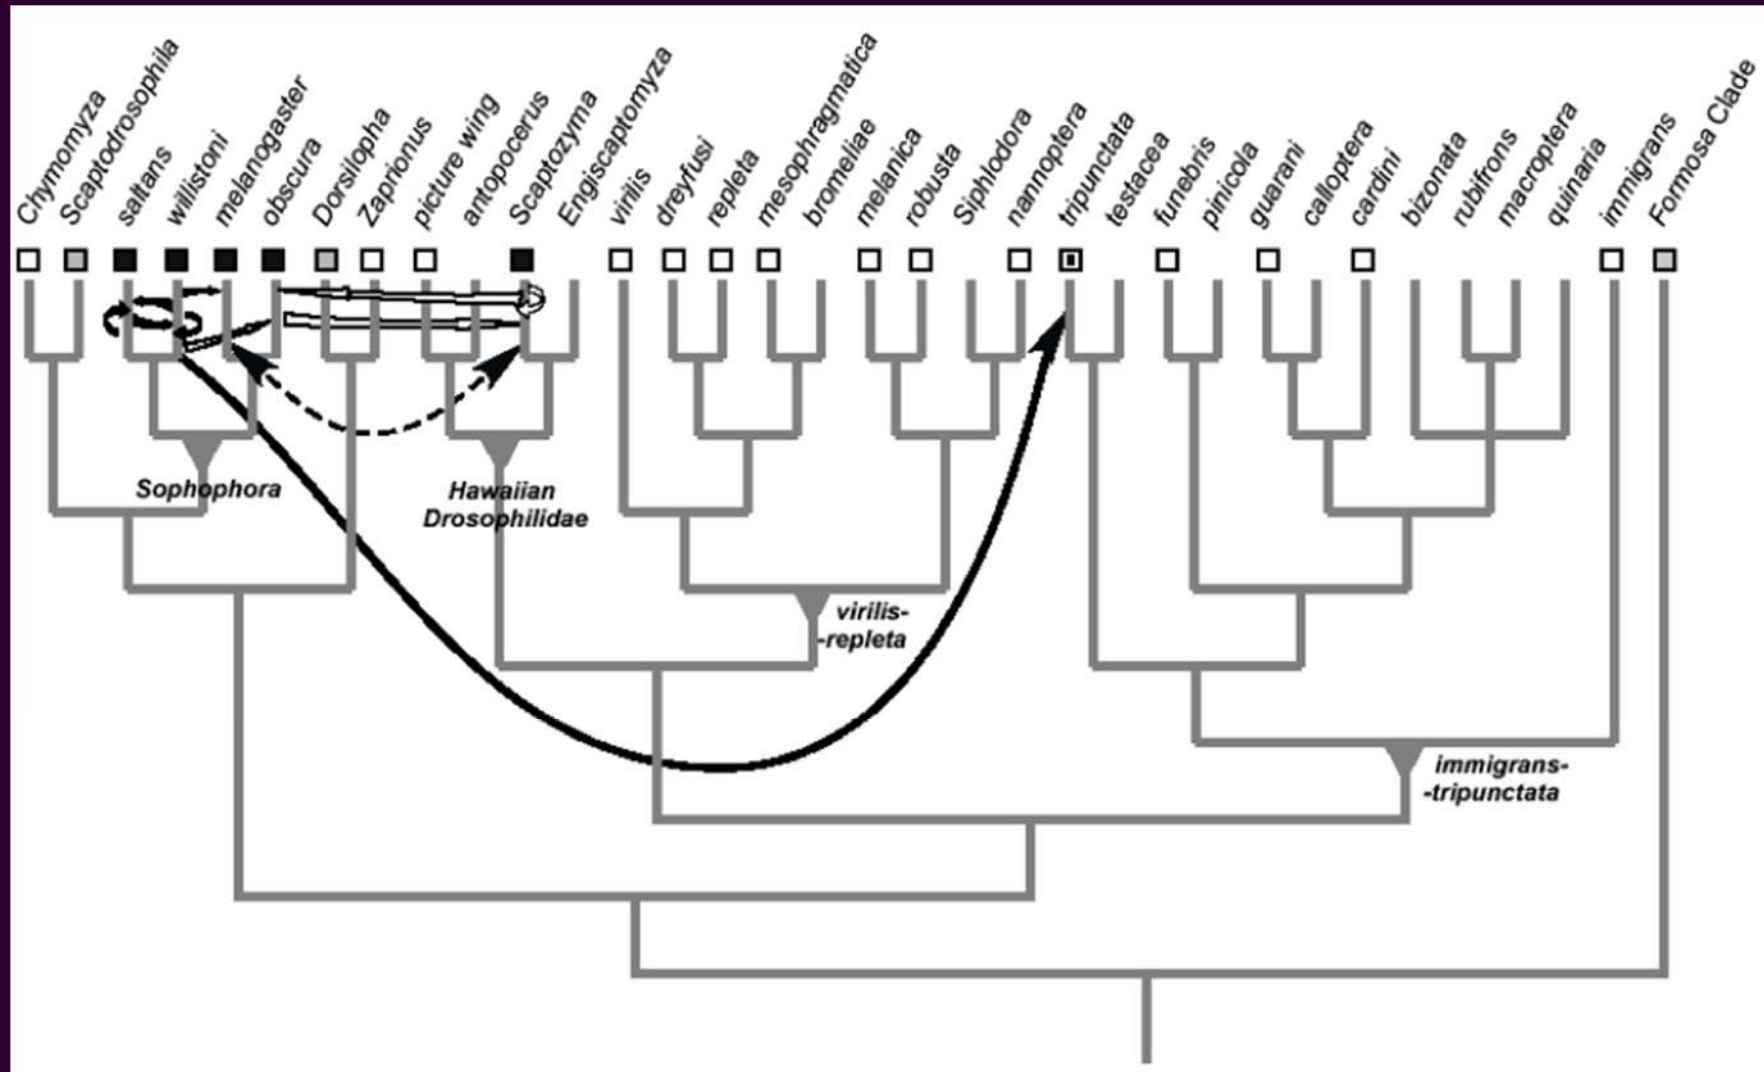 Chymomyza
Scaptodrosophila
saltans
willistoni
melanogaster
obscura
Dorsilopha
Zaprionus
picture wing
antopocerus
Scaptozyma
Engiscaptomyza
virilis
dreyfusi
repleta
mesophragmatica
bromeliae
melanica
robusta
Siphlodora
nannoptera
tripunctata
testacea
funebris
pinicola
guarani
calloptera
cardini
bizonata
rubifrons
macroptera
quinaria
immigrans
Formosa Clade
Sophophora
Hawaiian
Drosophilidae
virilis-
-repleta
immigrans-
-tripunctata